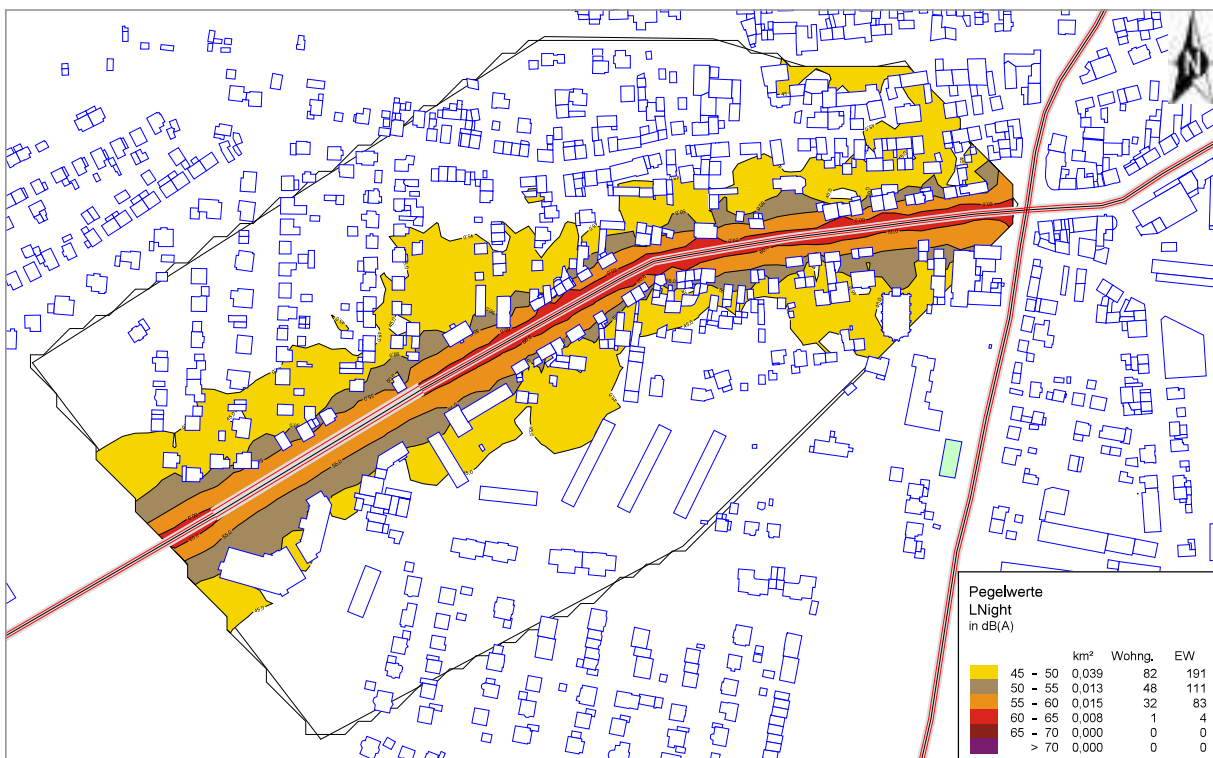 N
Pegelwerte
LNight
in dB(A)
km² Wohng. EW
45 - 50 0,039 82 191
50 - 55 0,013 48 111
55 - 60 0,015 32 83
60 - 65 0,008 1 4
65 - 70 0,000 0 0
> 70 0,000 0 0